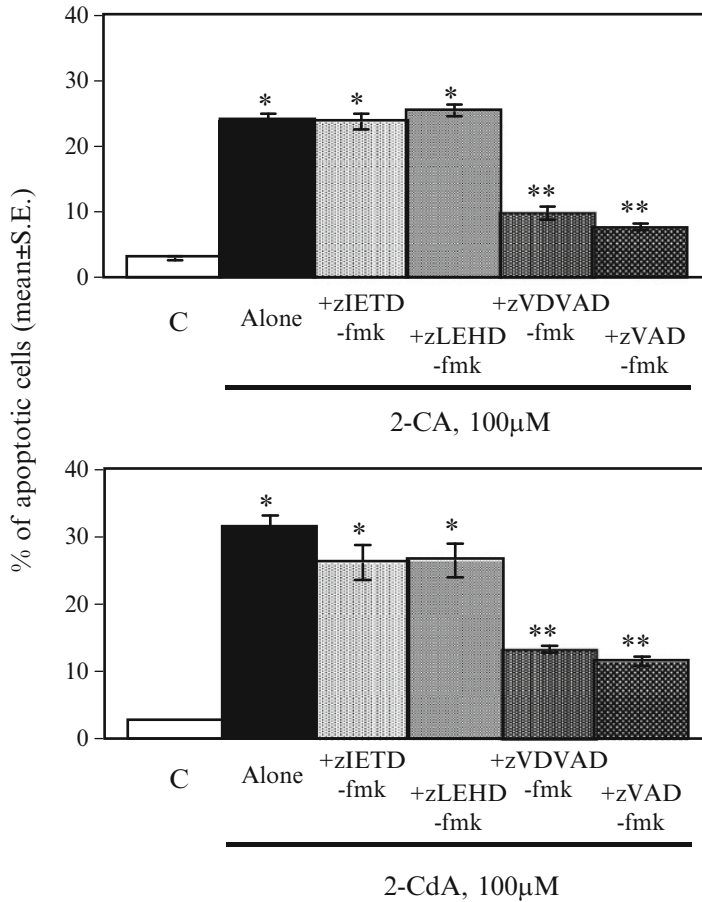 % of apoptotic cells (mean±S.E.)
40
30
20
10
0
*
*
*
**
**
C
Alone
+zIETD
-fmk
+zLEHD
-fmk
+zVDVAD
-fmk
+zVAD
-fmk
2-CA, 100μM
40
30
20
10
0
*
*
*
**
**
C
Alone
+zIETD
-fmk
+zLEHD
-fmk
+zVDVAD
-fmk
+zVAD
-fmk
2-CdA, 100μM